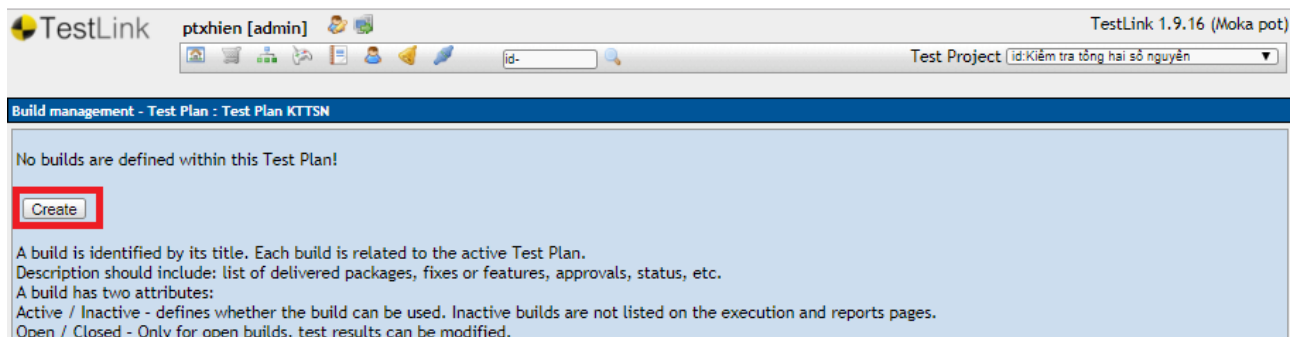 TestLink ptxhien [admin] TestLink 1.9.16 (Moka pot)
id- Test Project id:Kiểm tra tổng hai số nguyên
Build management - Test Plan : Test Plan KTTSN
No builds are defined within this Test Plan!
Create
A build is identified by its title. Each build is related to the active Test Plan.
Description should include: list of delivered packages, fixes or features, approvals, status, etc.
A build has two attributes:
Active / Inactive - defines whether the build can be used. Inactive builds are not listed on the execution and reports pages.
Open / Closed - Only for open builds, test results can be modified.